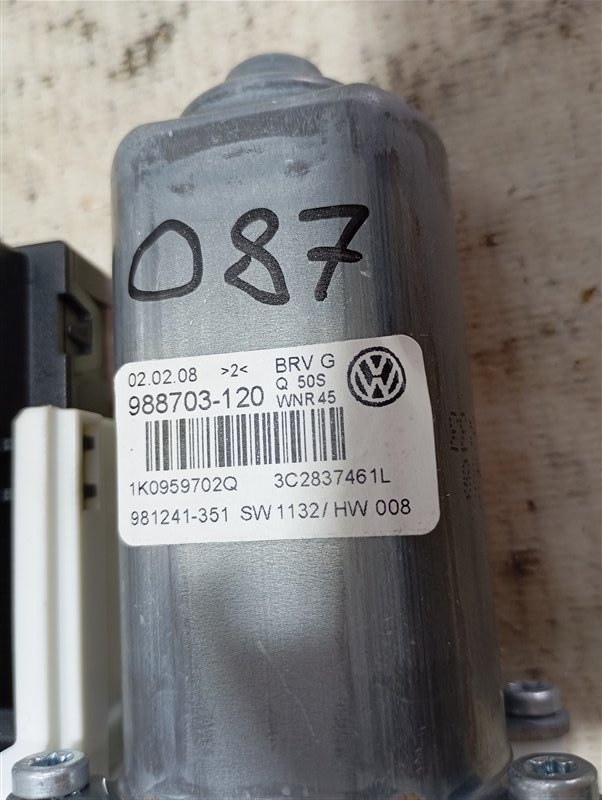 087
02.02.08 >2< BRV G
Q 50S
988703-120 WNR 45
1K0959702Q 3C2837461L
981241-351 SW 1132/ HW 008